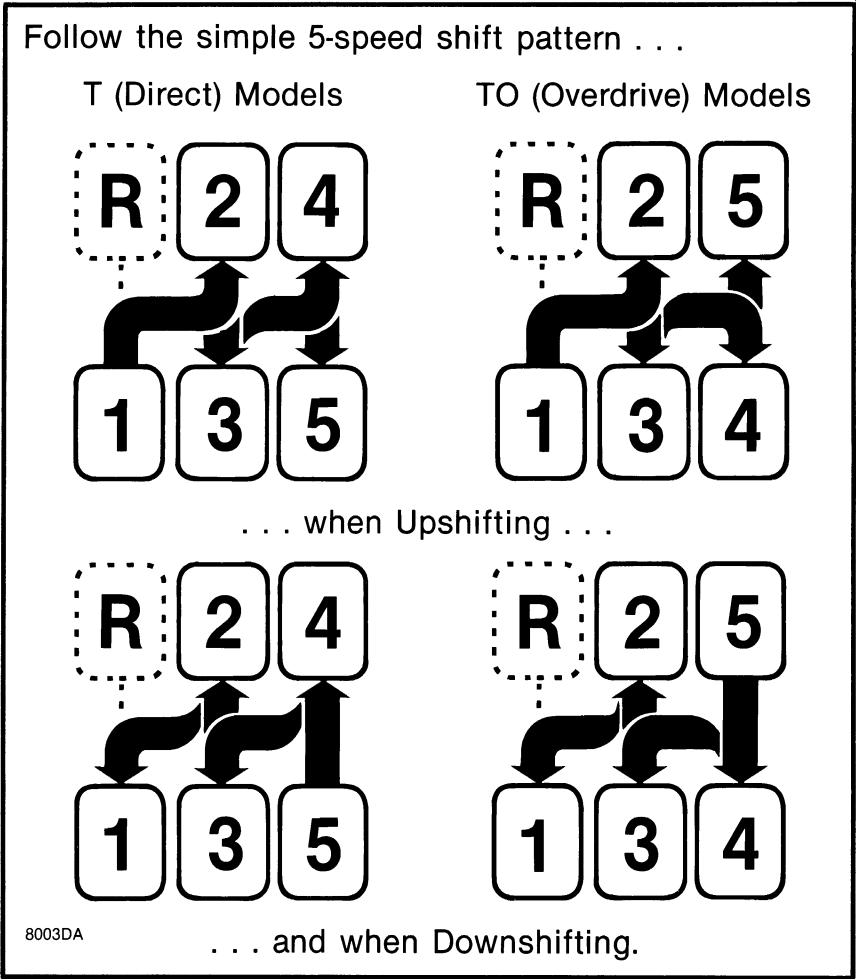 Follow the simple 5-speed shift pattern . . .
T (Direct) Models TO (Overdrive) Models
R 2 4 R 2 5
1 3 5 1 3 4
. . . when Upshifting . . .
R 2 4 R 2 5
1 3 5 1 3 4
8003DA
. . . and when Downshifting.